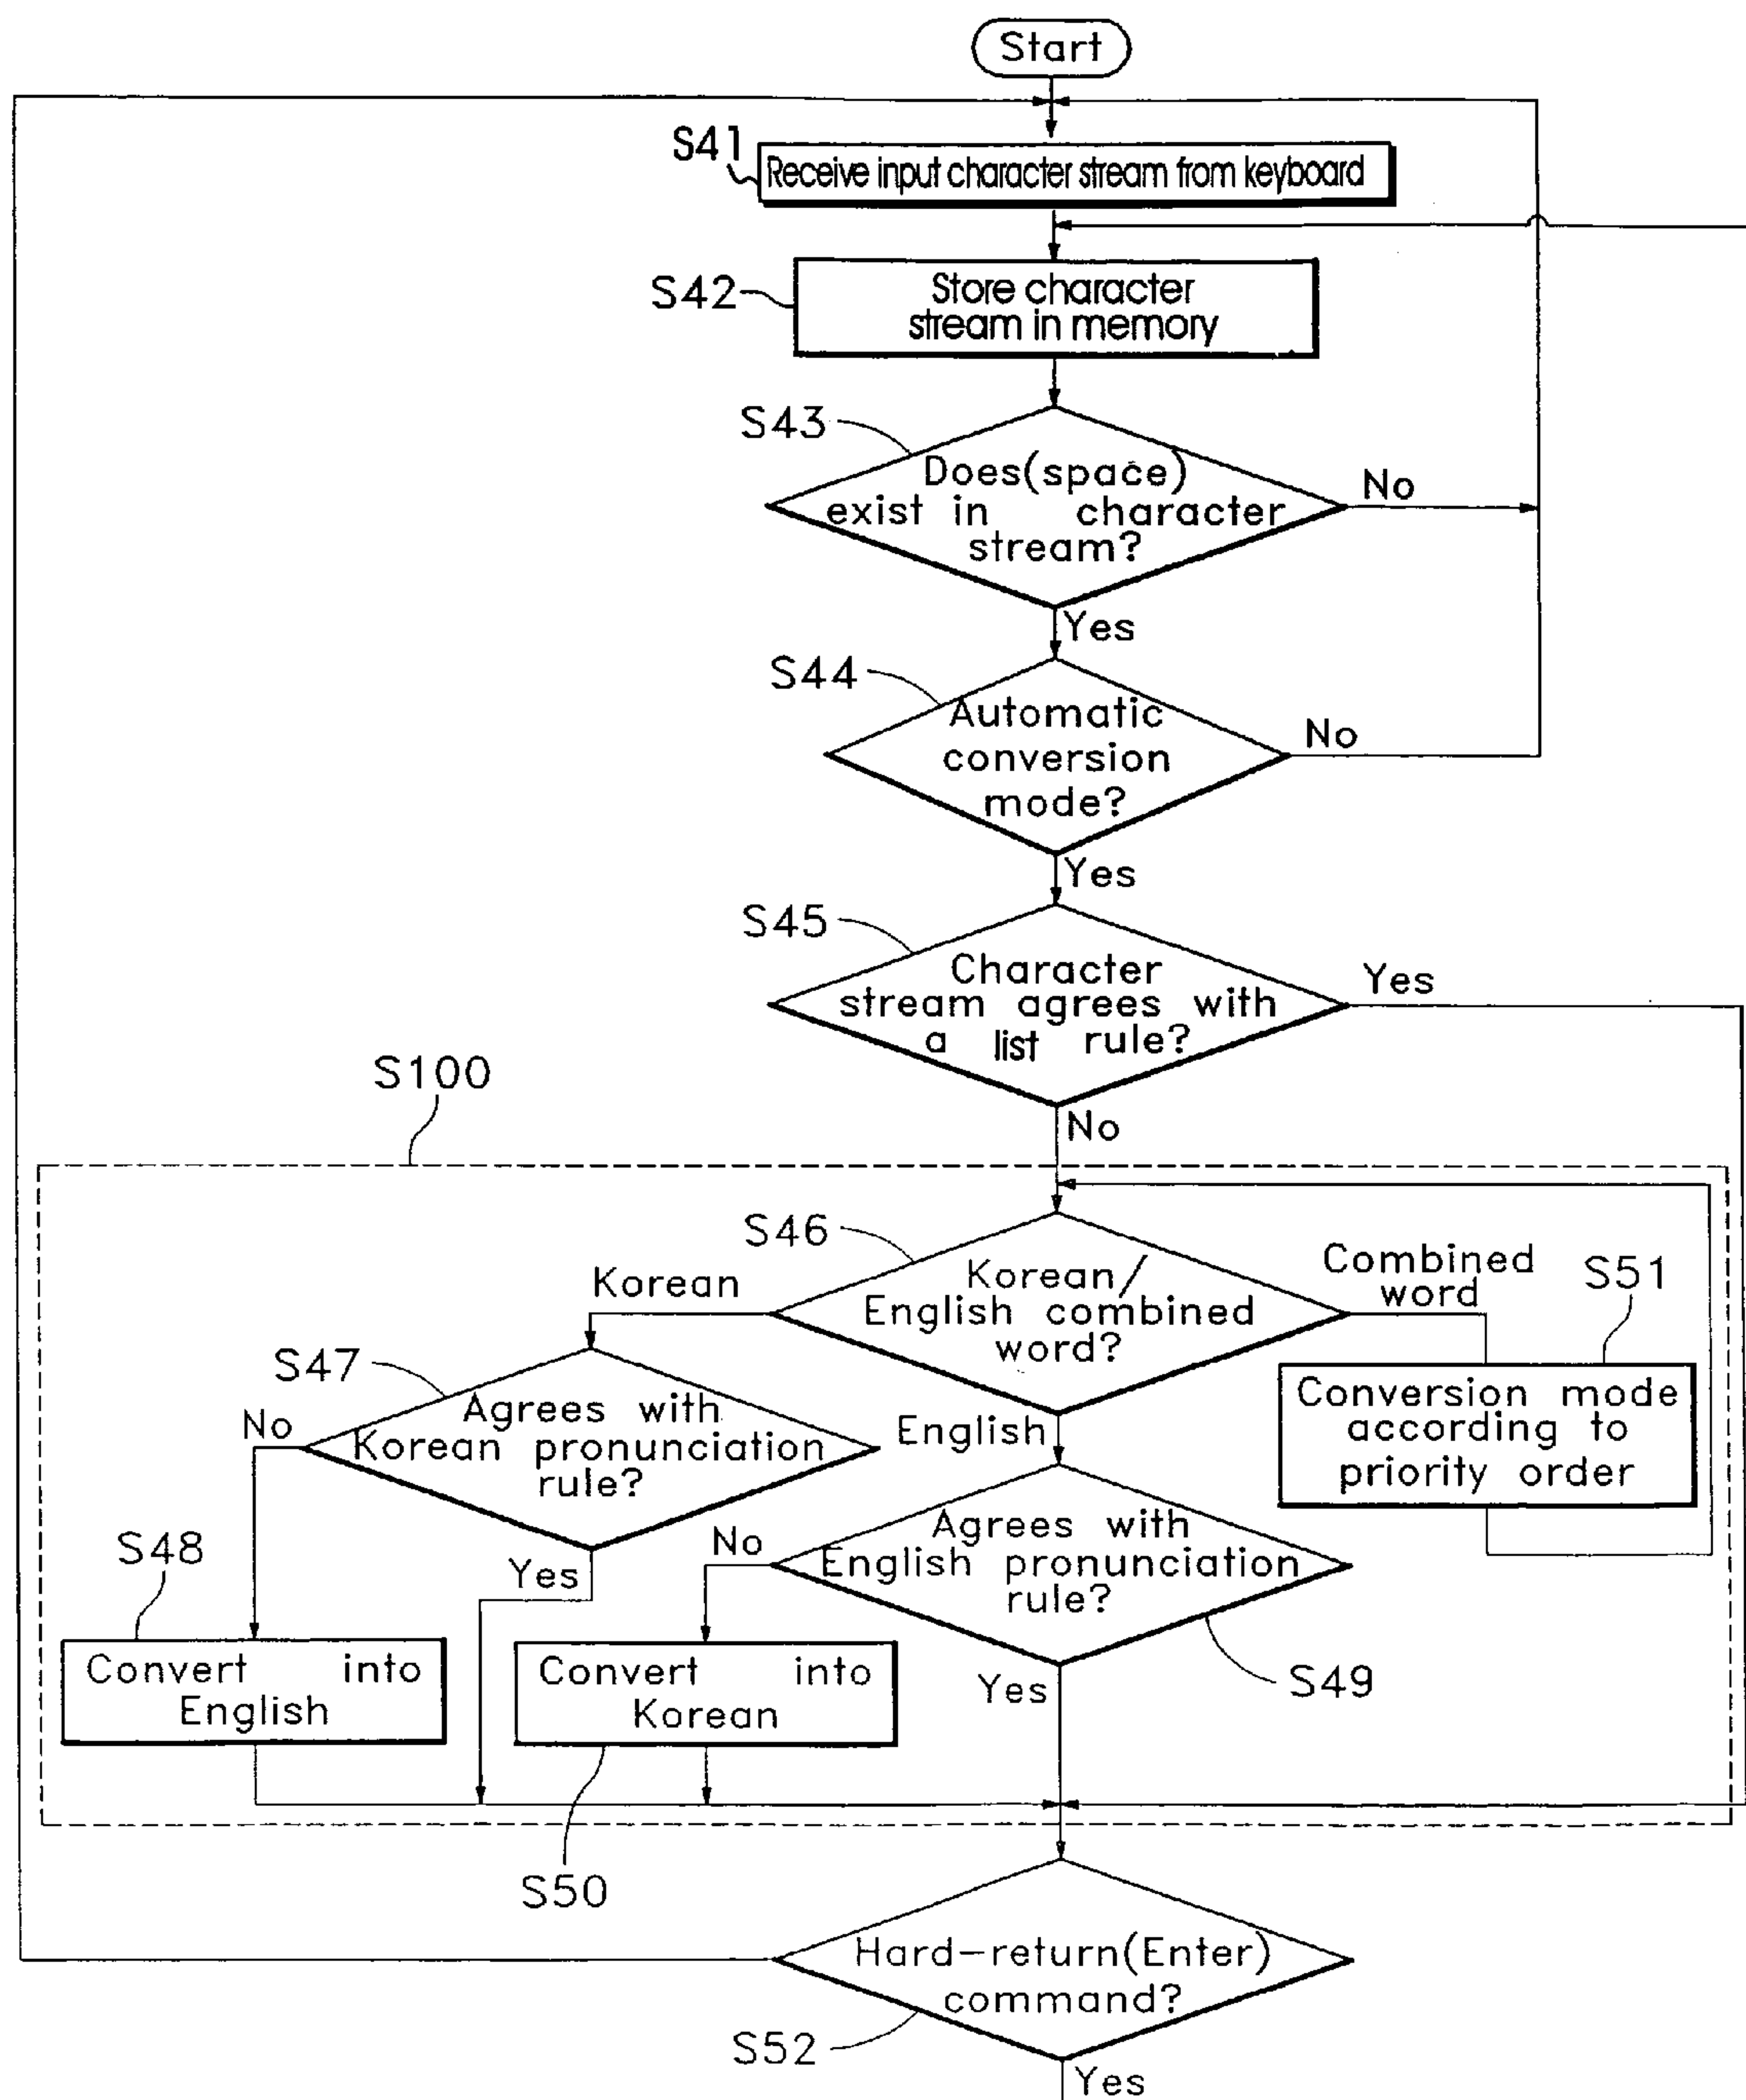 Start
S41
Receive input character stream from keyboard
S42
Store character
stream in memory
S43
Does(space)
exist in character
stream?
No
Yes
S44
Automatic
conversion
mode?
No
Yes
S45
Character
stream agrees with
a list rule?
Yes
No
S100
S46
Korean/
English combined
word?
Korean
Combined
word
S51
Conversion mode
according to
priority order
English
S47
Agrees with
Korean pronunciation
rule?
No
Yes
S48
Convert into
English
Agrees with
English pronunciation
rule?
No
Yes
S49
Convert into
Korean
S50
Hard-return(Enter)
command?
S52
Yes